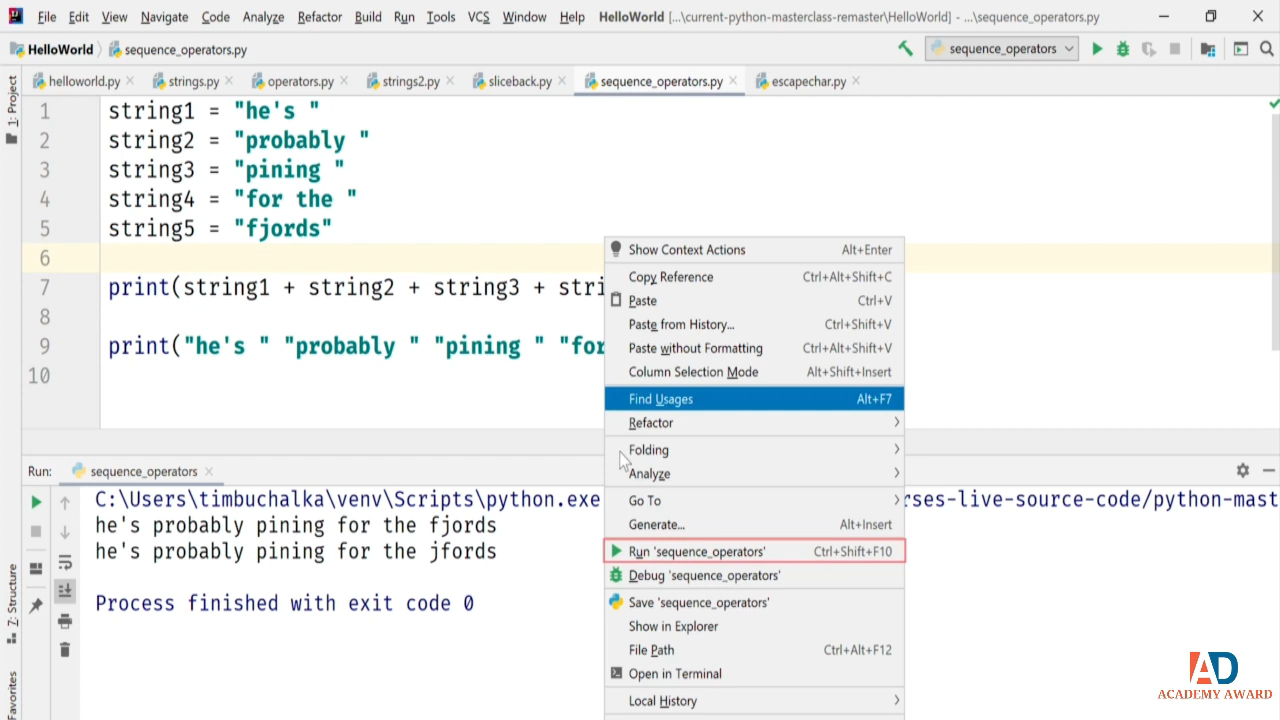 File Edit View Navigate Code Analyze Refactor Build Run Tools VCS Window Help HelloWorld [...\current-python-masterclass-remaster\HelloWorld] - ...\sequence_operators.py
HelloWorld sequence_operators.py sequence_operators
helloworld.py strings.py operators.py strings2.py sliceback.py sequence_operators.py escapechar.py
1: Project
1 string1 = "he's "
2 string2 = "probably "
3 string3 = "pining "
4 string4 = "for the "
5 string5 = "fjords"
6
7 print(string1 + string2 + string3 + stri
8
9 print("he's " "probably " "pining " "for
10
Show Context Actions Alt+Enter
Copy Reference Ctrl+Alt+Shift+C
Paste Ctrl+V
Paste from History... Ctrl+Shift+V
Paste without Formatting Ctrl+Alt+Shift+V
Column Selection Mode Alt+Shift+Insert
Find Usages Alt+F7
Refactor
Folding
Analyze
Go To
Generate... Alt+Insert
Run 'sequence_operators' Ctrl+Shift+F10
Debug 'sequence_operators'
Save 'sequence_operators'
Show in Explorer
File Path Ctrl+Alt+F12
Open in Terminal
Local History
Run: sequence_operators
C:\Users\timbuchalka\venv\Scripts\python.exe rses-live-source-code/python-mast
he's probably pining for the fjords
he's probably pining for the jfords
Process finished with exit code 0
Z: Structure
Favorites
AD
ACADEMY AWARD